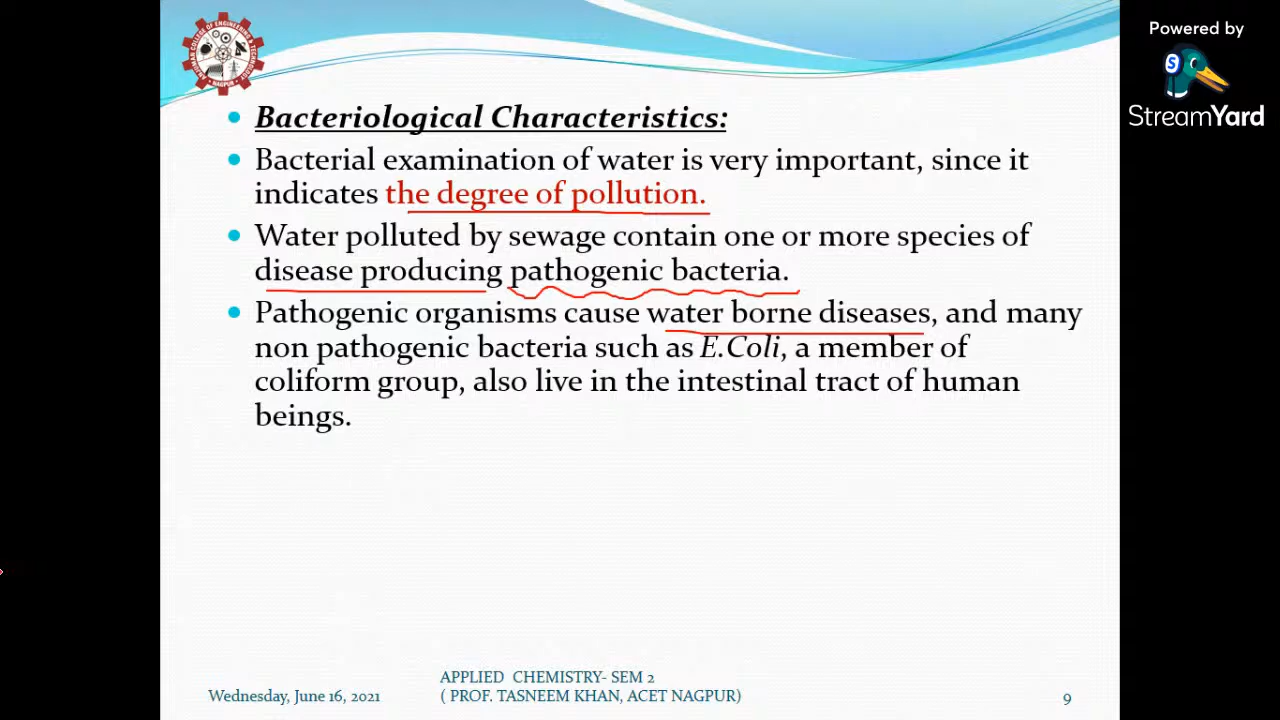 Powered by
StreamYard
Bacteriological Characteristics:
Bacterial examination of water is very important, since it
indicates the degree of pollution.
Water polluted by sewage contain one or more species of
disease producing pathogenic bacteria.
Pathogenic organisms cause water borne diseases, and many
non pathogenic bacteria such as E.Coli, a member of
coliform group, also live in the intestinal tract of human
beings.
Wednesday, June 16, 2021
APPLIED CHEMISTRY- SEM 2
( PROF. TASNEEM KHAN, ACET NAGPUR)
9